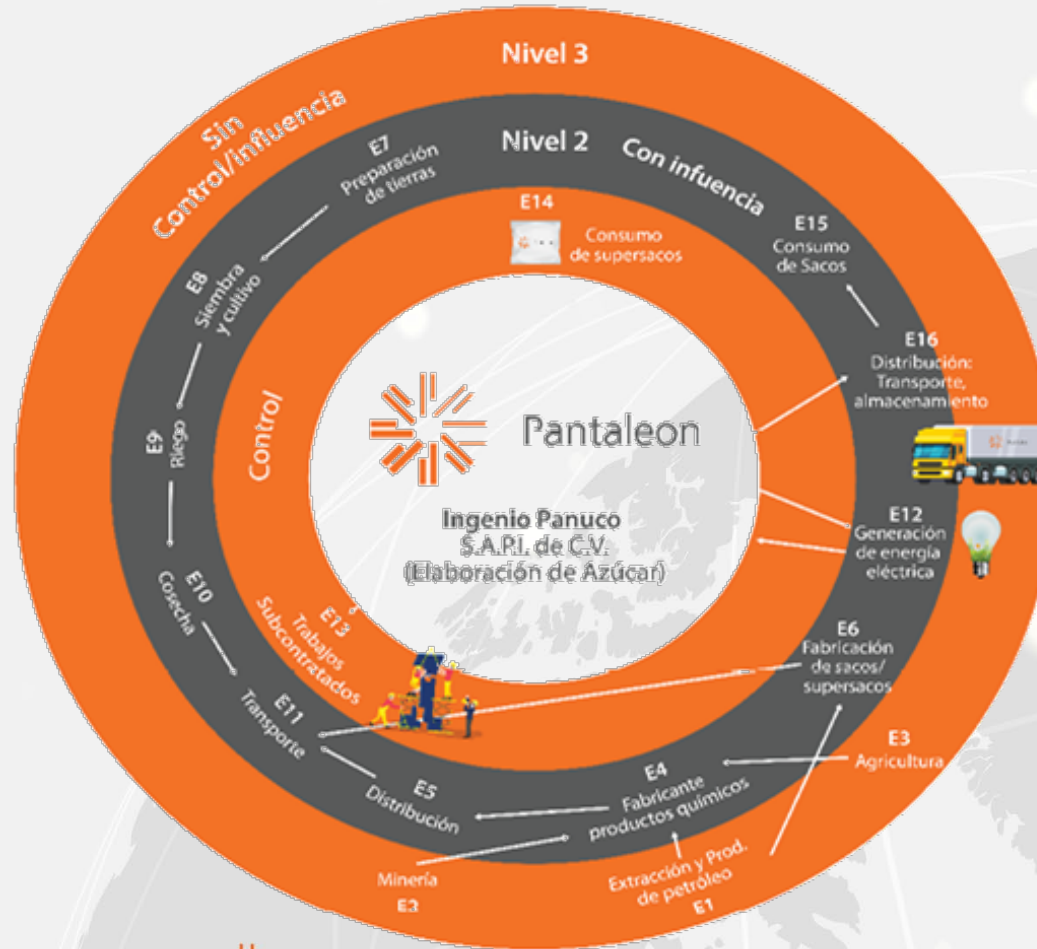 Nivel 3
Sin
Control/influencia
Nivel 2
Con infuencia
E7
Preparación
de tierras
E14
Consumo
de supersacos
E15
Consumo
de Sacos
E8
Siembra
y cultivo
E16
Distribución:
Transporte,
almacenamiento
Control
Pantaleon
E9
Riego
Ingenio Panuco
S.A.P.I. de C.V.
(Elaboración de Azúcar)
E12
Generación
de energía
eléctrica
E10
Cosecha
E13
Trabajos
Subcontratados
E6
Fabricación
de sacos/
supersacos
E11
Transporte
E3
Agricultura
E5
Distribución
E4
Fabricante
productos químicos
Minería
E2
Extracción y Prod.
de petróleo
E1